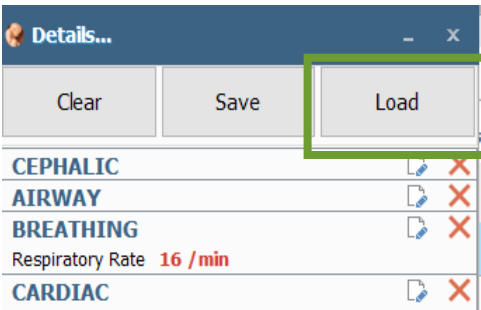 Details...
Clear Save Load
CEPHALIC
AIRWAY
BREATHING
Respiratory Rate 16 /min
CARDIAC